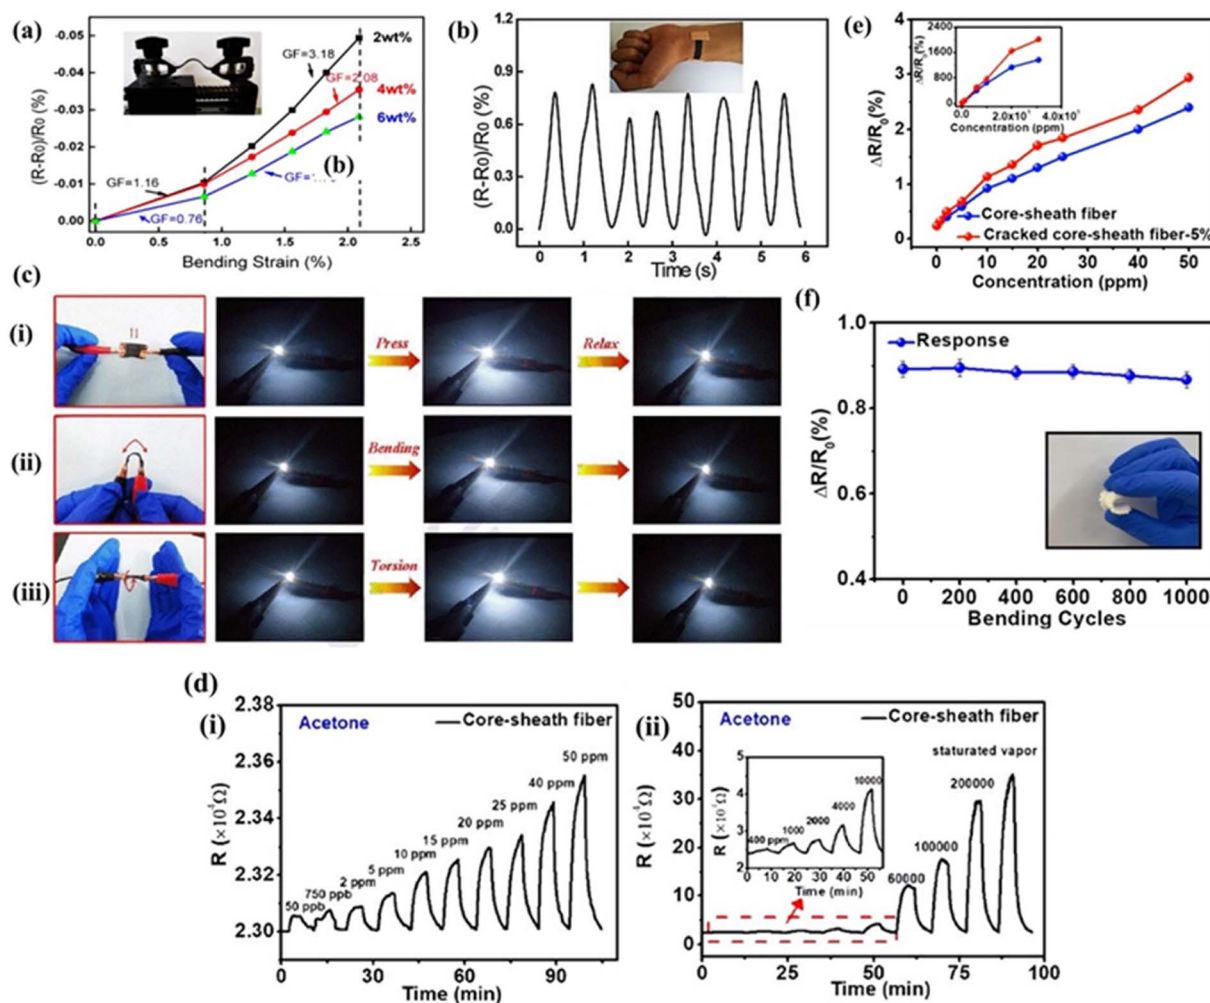 (a)
-0.05
-0.04
-0.03
-0.02
-0.01
0.00
(R-R₀)/R₀ (%)
GF=3.18
2wt%
GF=2.08
4wt%
6wt%
(b)
GF=1.16
GF=0.76
0.0 0.5 1.0 1.5 2.0 2.5
Bending Strain (%)
(b)
1.2
0.9
0.6
0.3
0.0
(R-R₀)/R₀ (%)
0 1 2 3 4 5 6
Time (s)
(e)
4
3
2
1
0
ΔR/R₀(%)
2400
1600
800
0
ΔR/R₀(%)
0 2.0x10⁵ 4.0x10⁵
Concentration (ppm)
Core-sheath fiber
Cracked core-sheath fiber-5%
0 10 20 30 40 50
Concentration (ppm)
(c)
(i)
Press
Relax
(ii)
Bending
(iii)
Torsion
(f)
1.0
0.8
0.6
0.4
ΔR/R₀(%)
Response
0 200 400 600 800 1000
Bending Cycles
(d)
(i)
2.38
2.36
2.34
2.32
2.30
R (×10⁴Ω)
Acetone
Core-sheath fiber
50 ppb
750 ppb
2 ppm
5 ppm
10 ppm
15 ppm
20 ppm
25 ppm
40 ppm
50 ppm
0 30 60 90
Time (min)
(ii)
50
40
30
20
10
0
R (×10⁴Ω)
Acetone
Core-sheath fiber
staturated vapor
5
4
3
2
R (×10⁴Ω)
400 ppm
1000
2000
4000
10000
0 10 20 30 40 50
Time (min)
60000
100000
200000
0 25 50 75 100
Time (min)